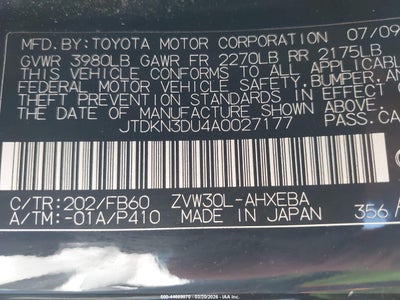 MFD.BY:TOYOTA MOTOR CORPORATION 07/09
GVWR 3980LB GAWR FR 2270LB RR 2175LB
THIS VEHICLE CONFORMS TO ALL APPLICABLE
FEDERAL MOTOR VEHICLE SAFETY, BUMPER, AND
THEFT PREVENTION STANDARDS IN EFFECT ON
THE DATE OF MANUFACTURE SHOWN ABOVE.
JTDKN3DU4A0027177 PASS.CA
C/TR:202/FB60 ZVW30L-AHXEBA
A/TM:-01A/P410 MADE IN JAPAN 356